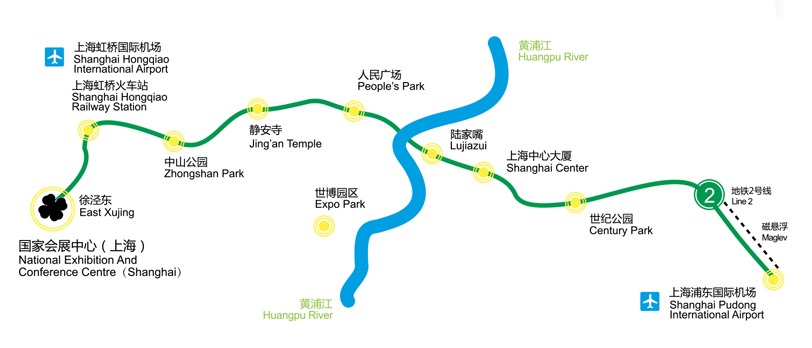 上海虹桥国际机场
Shanghai Hongqiao
International Airport
上海虹桥火车站
Shanghai Hongqiao
Railway Station
中山公园
Zhongshan Park
静安寺
Jing'an Temple
人民广场
People's Park
黄浦江
Huangpu River
陆家嘴
Lujiazui
上海中心大厦
Shanghai Center
徐泾东
East Xujing
国家会展中心（上海）
National Exhibition And
Conference Centre（Shanghai）
世博园区
Expo Park
世纪公园
Century Park
2
地铁2号线
Line 2
磁悬浮
Maglev
黄浦江
Huangpu River
上海浦东国际机场
Shanghai Pudong
International Airport